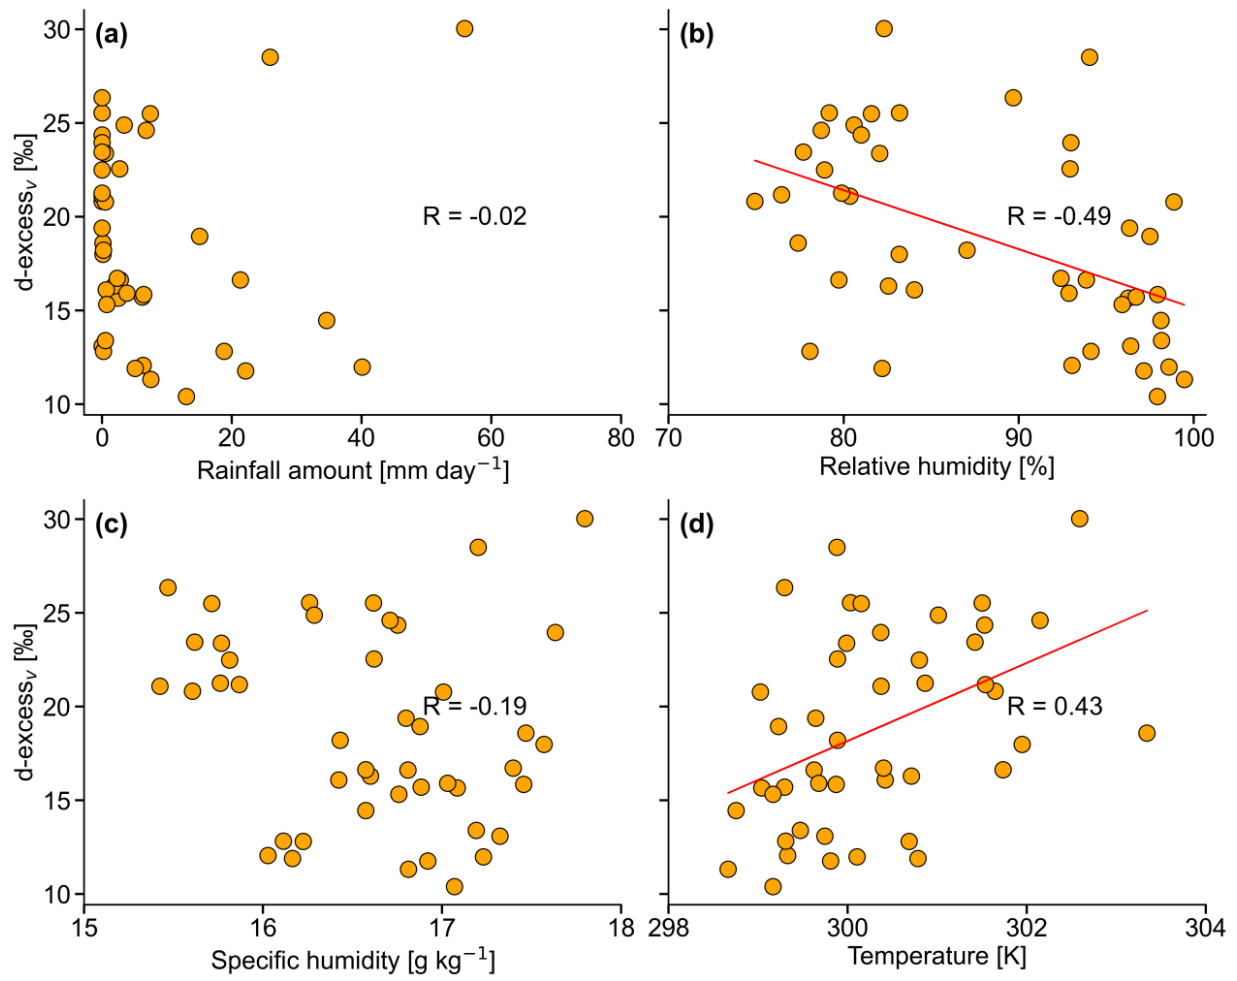 (a)
30
25
20
15
10
d-excessᵥ [‰]
R = -0.02
0 20 40 60 80
Rainfall amount [mm day⁻¹]
(b)
R = -0.49
70 80 90 100
Relative humidity [%]
(c)
30
25
20
15
10
d-excessᵥ [‰]
R = -0.19
15 16 17 18
Specific humidity [g kg⁻¹]
(d)
R = 0.43
298 300 302 304
Temperature [K]